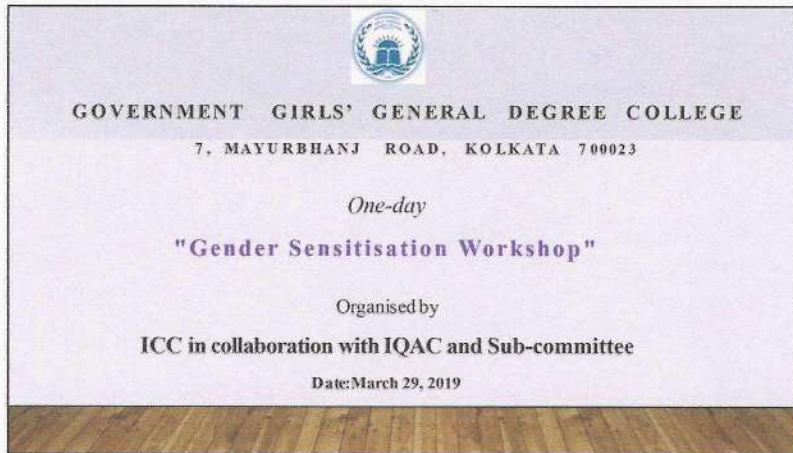 GOVERNMENT GIRLS' GENERAL DEGREE COLLEGE
7, MAYURBHANJ ROAD, KOLKATA 700023
One-day
"Gender Sensitisation Workshop"
Organised by
ICC in collaboration with IQAC and Sub-committee
Date:March 29, 2019